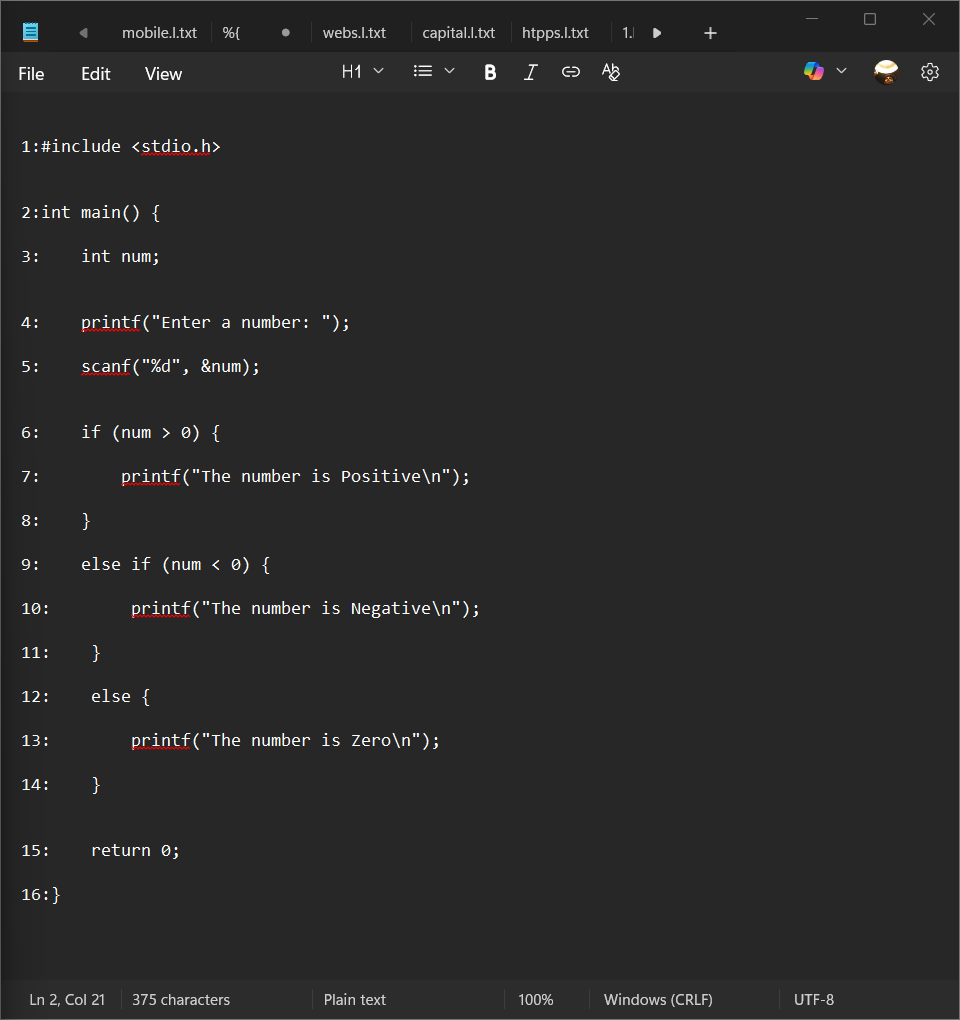 mobile.l.txt %{ webs.l.txt capital.l.txt htpps.l.txt 1.l
File Edit View H1 B I
1:#include <stdio.h>
2:int main() {
3:    int num;
4:    printf("Enter a number: ");
5:    scanf("%d", &num);
6:    if (num > 0) {
7:        printf("The number is Positive\n");
8:    }
9:    else if (num < 0) {
10:        printf("The number is Negative\n");
11:    }
12:    else {
13:        printf("The number is Zero\n");
14:    }
15:    return 0;
16:}
Ln 2, Col 21 375 characters Plain text 100% Windows (CRLF) UTF-8